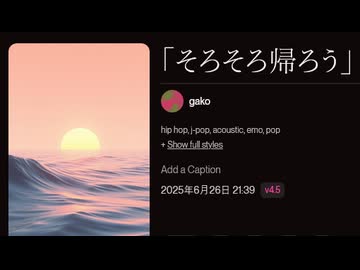 「そろそろ帰ろう」
gako
hip hop, j-pop, acoustic, emo, pop
+ Show full styles
Add a Caption
2025年6月26日 21:39 v4.5